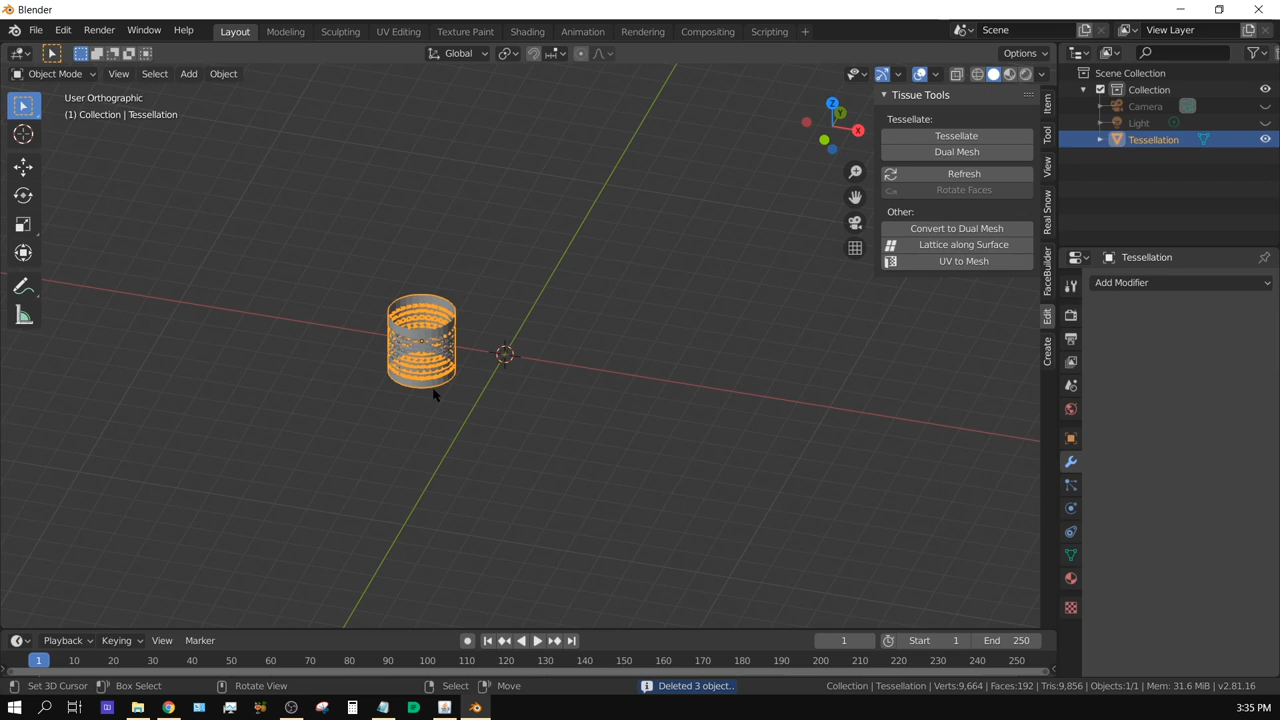 Blender
File Edit Render Window Help Layout Modeling Sculpting UV Editing Texture Paint Shading Animation Rendering Compositing Scripting + Scene View Layer
Global Options
Object Mode View Select Add Object
User Orthographic
(1) Collection | Tessellation
Z
Y
X
Tissue Tools
Tessellate:
Tessellate
Dual Mesh
Refresh
Rotate Faces
Other:
Convert to Dual Mesh
Lattice along Surface
UV to Mesh
Item
Tool
View
Real Snow
FaceBuilder
Edit
Create
Scene Collection
Collection
Camera
Light
Tessellation
Tessellation
Add Modifier
Playback Keying View Marker 1 Start 1 End 250
1 10 20 30 40 50 60 70 80 90 100 110 120 130 140 150 160 170 180 190 200 210 220 230 240 250
Set 3D Cursor Box Select Rotate View Select Move Deleted 3 object.. Collection | Tessellation | Verts:9,664 | Faces:192 | Tris:9,856 | Objects:1/1 | Mem: 31.6 MiB | v2.81.16
3:35 PM